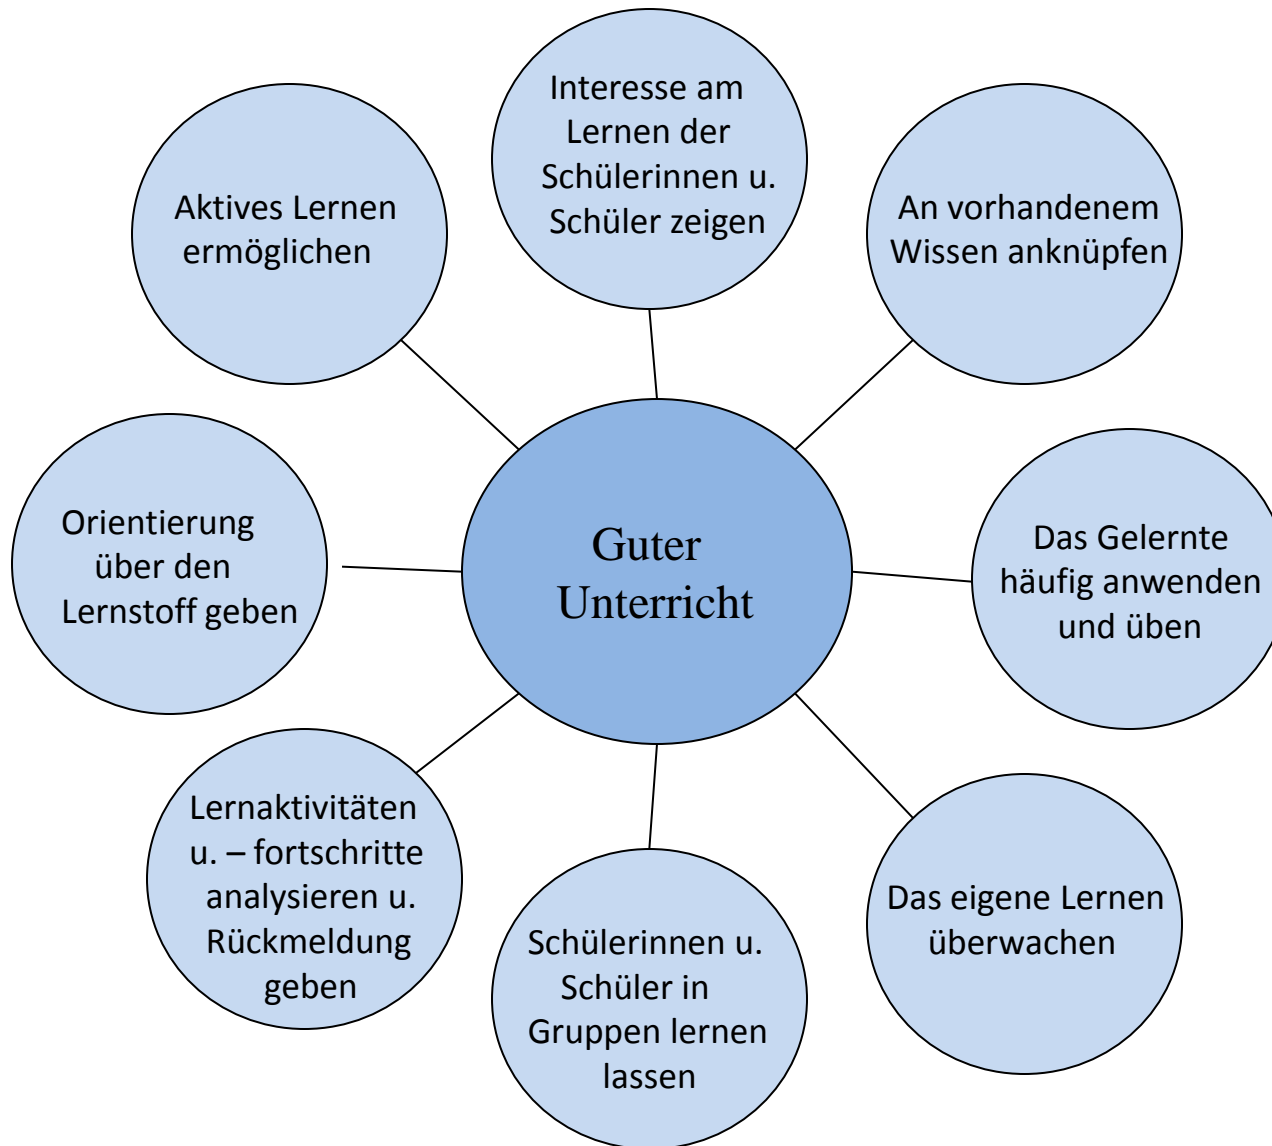 Interesse am
Lernen der
Schülerinnen u.
Schüler zeigen
Aktives Lernen
ermöglichen
An vorhandenem
Wissen anknüpfen
Orientierung
über den
Lernstoff geben
Guter
Unterricht
Das Gelernte
häufig anwenden
und üben
Lernaktivitäten
u. – fortschritte
analysieren u.
Rückmeldung
geben
Schülerinnen u.
Schüler in
Gruppen lernen
lassen
Das eigene Lernen
überwachen